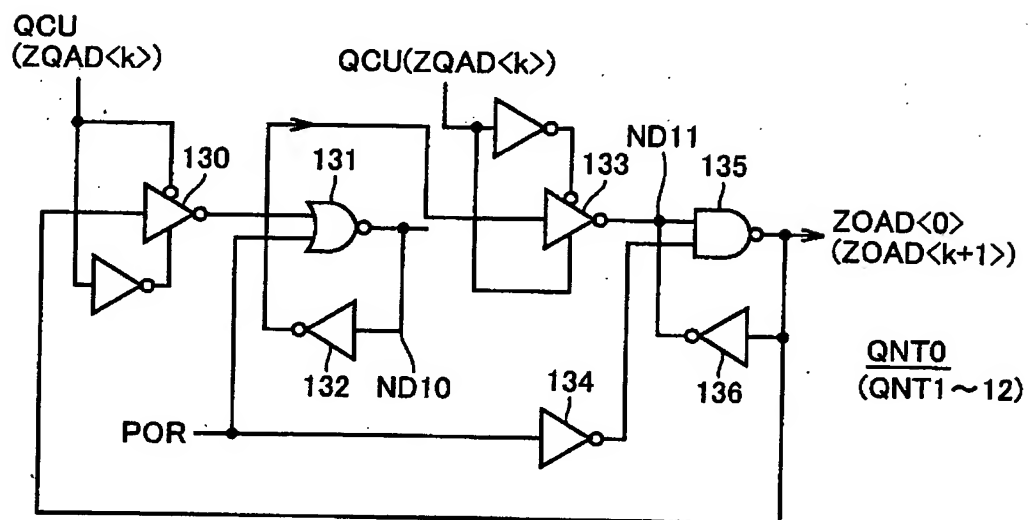 QCU
(ZQAD<k>)
QCU(ZQAD<k>)
130
131
133
ND11
135
ZOAD<0>
(ZOAD<k+1>)
132
ND10
134
136
QNT0
(QNT1~12)
POR